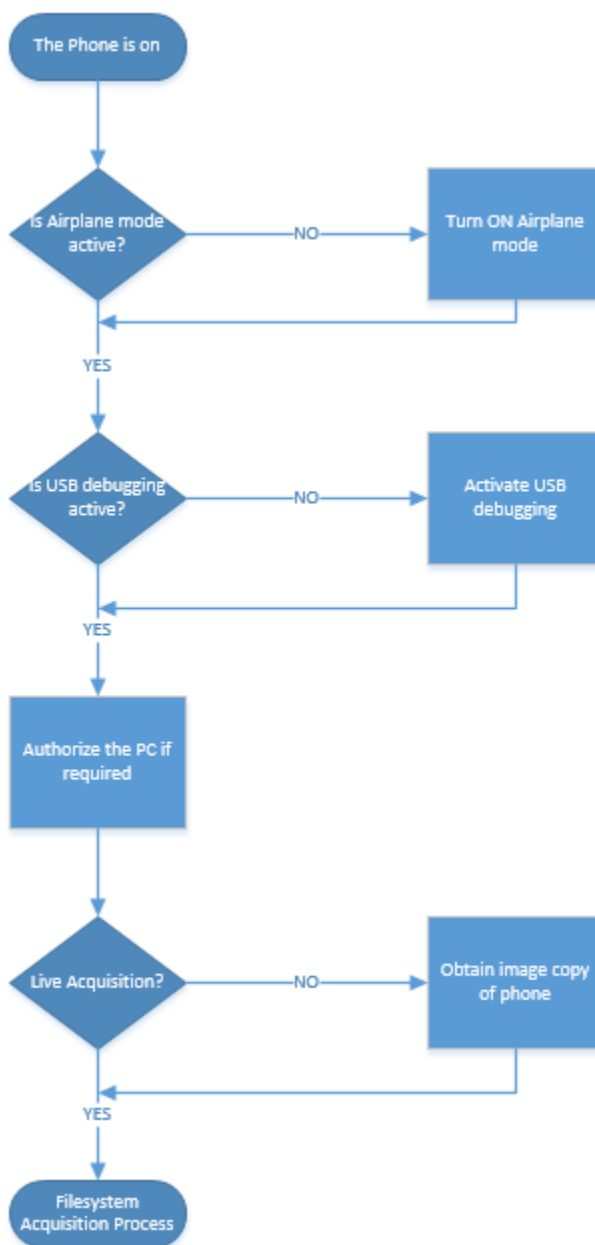 The Phone is on
Is Airplane mode
active?
NO
Turn ON Airplane
mode
YES
Is USB debugging
active?
NO
Activate USB
debugging
YES
Authorize the PC if
required
Live Acquisition?
NO
Obtain image copy
of phone
YES
Filesystem
Acquisition Process